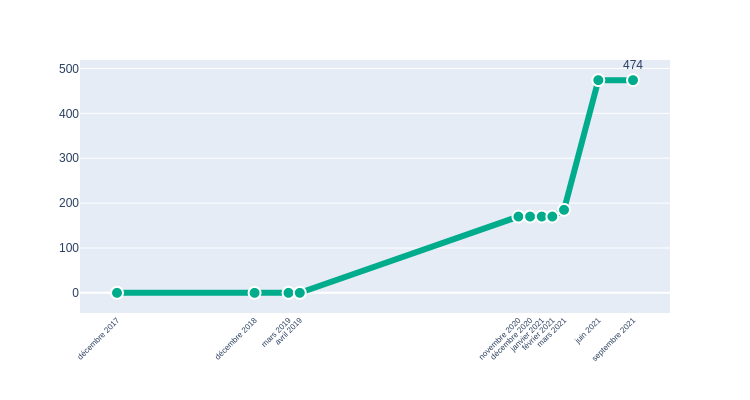 474
500
400
300
200
100
0
décembre 2017
décembre 2018
mars 2019
avril 2019
novembre 2020
décembre 2020
janvier 2021
février 2021
mars 2021
juin 2021
septembre 2021